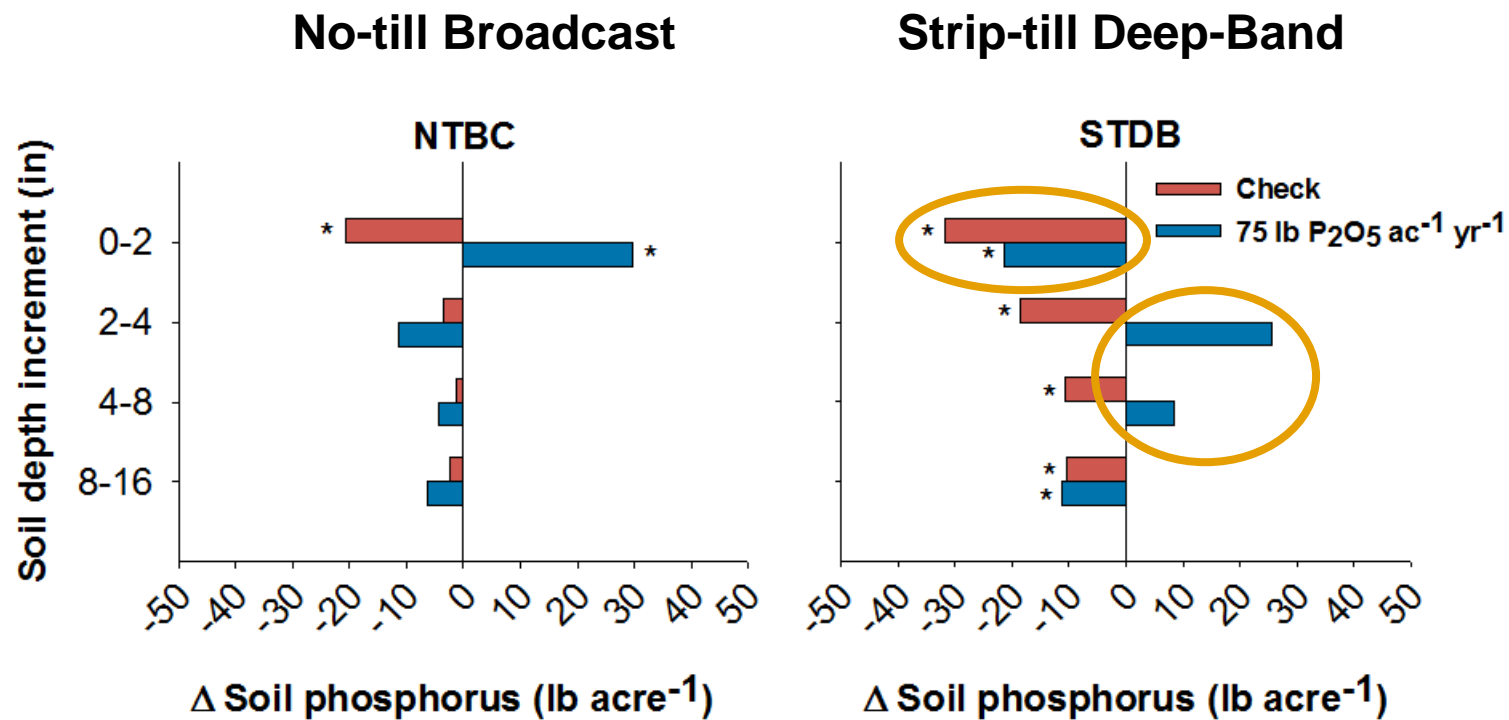 No-till Broadcast
Strip-till Deep-Band
NTBC
STDB
Check
75 lb P2O5 ac-1 yr-1
Soil depth increment (in)
0-2
2-4
4-8
8-16
*
*
*
*
*
*
*
*
-50 -40 -30 -20 -10 0 10 20 30 40 50
-50 -40 -30 -20 -10 0 10 20 30 40 50
Δ Soil phosphorus (lb acre-1)
Δ Soil phosphorus (lb acre-1)